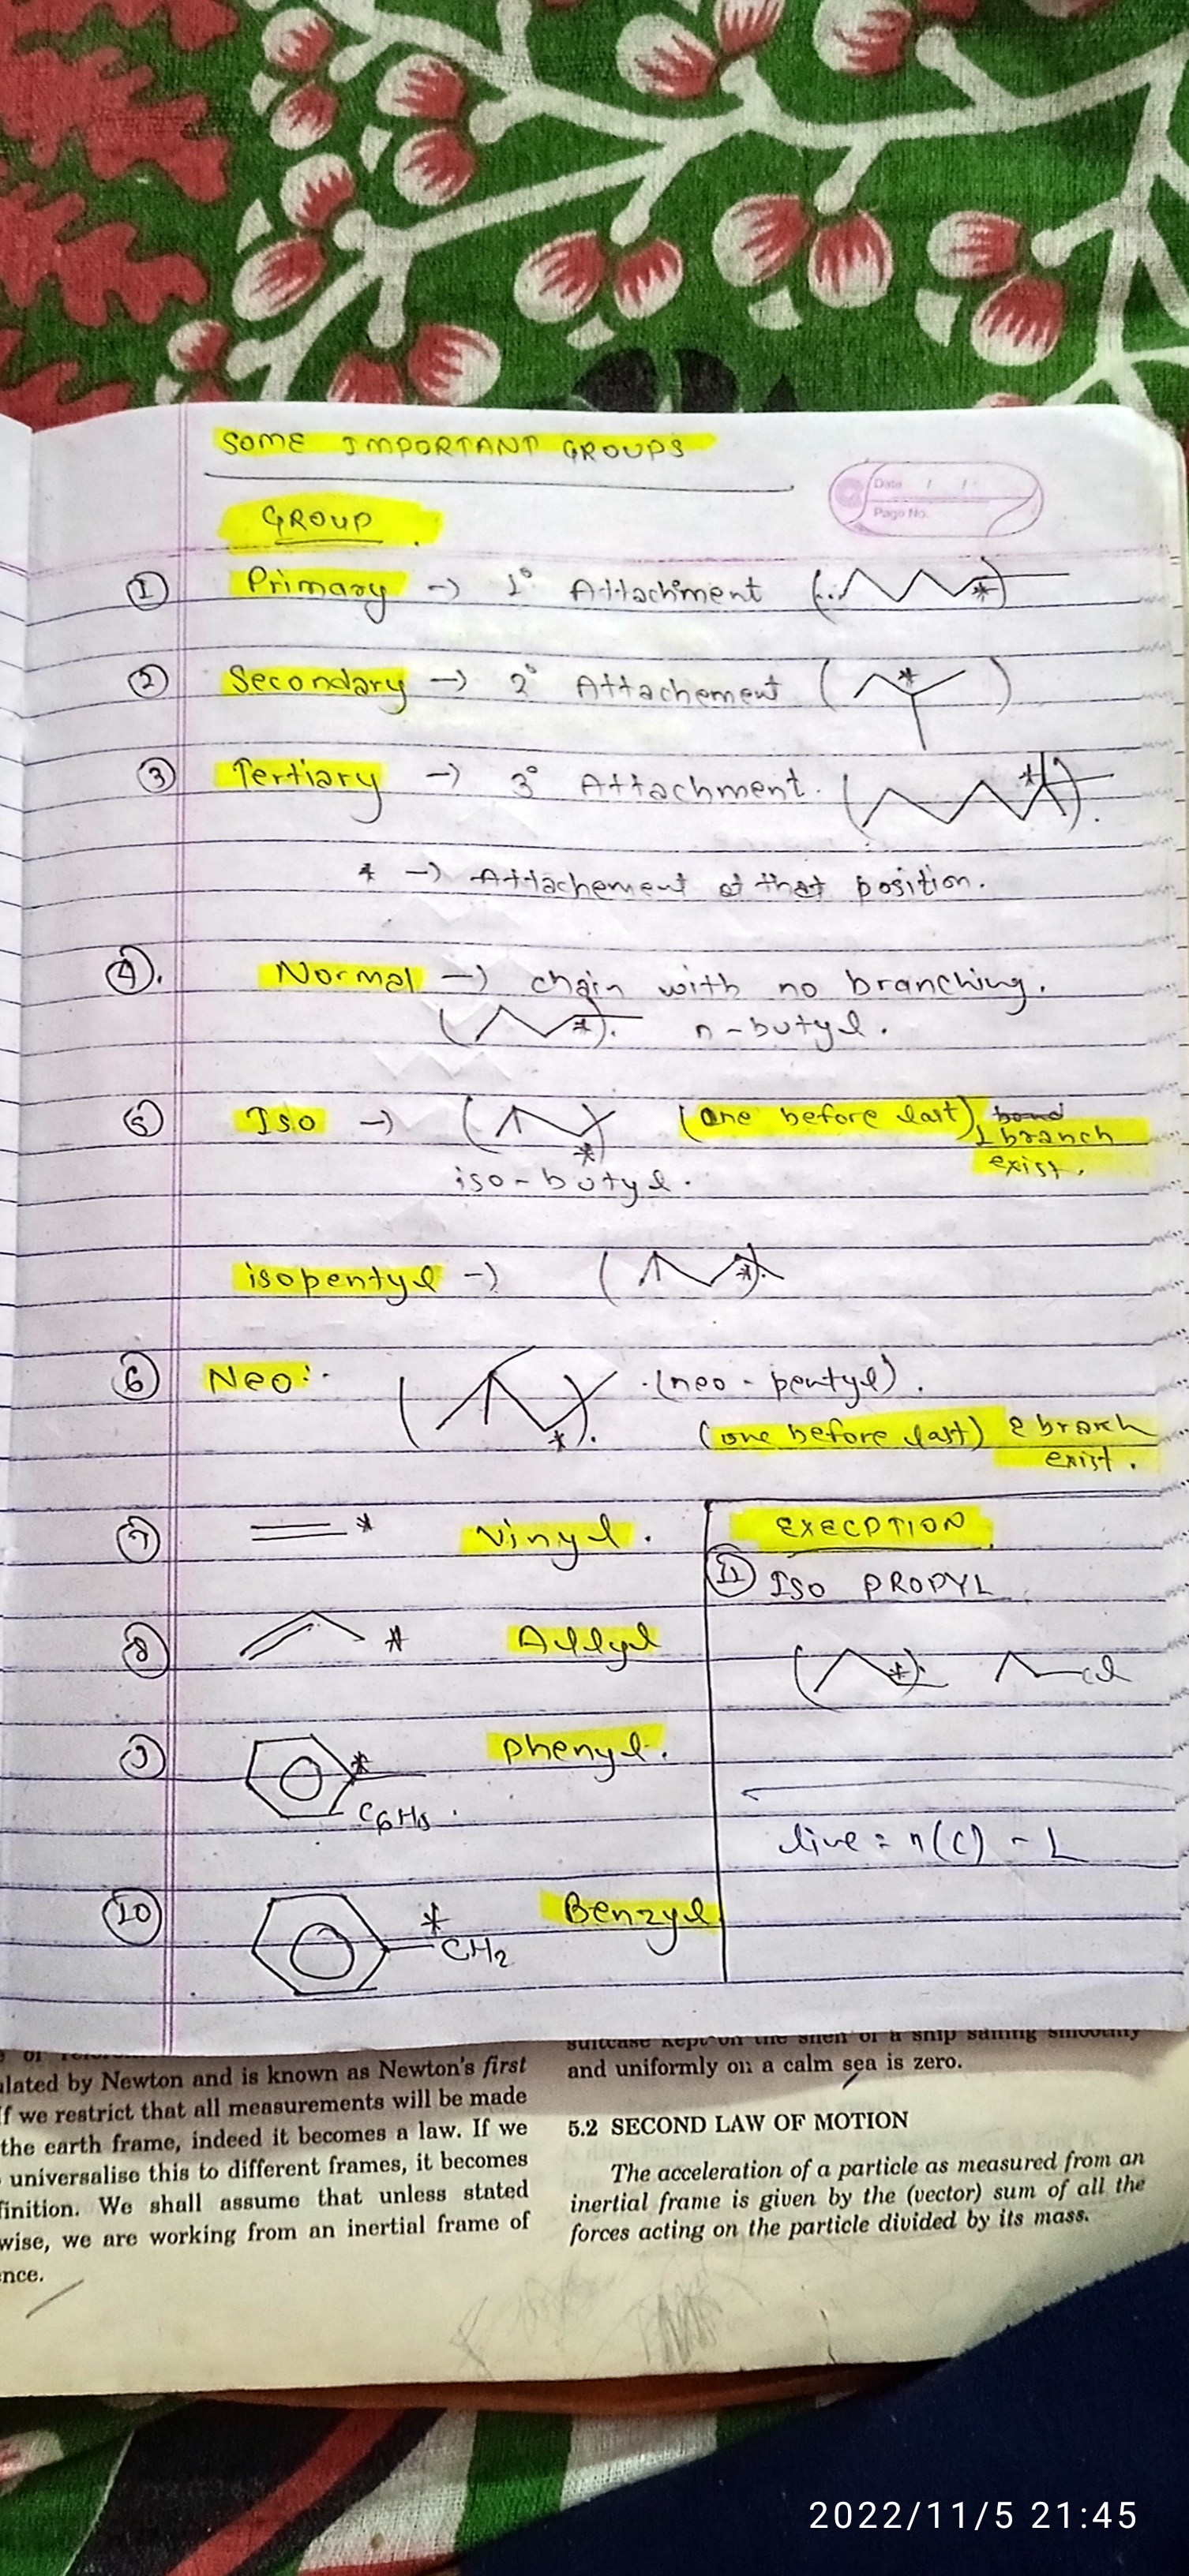 SOME IMPORTANT GROUPS
Date / /
Page No.
GROUP
① Primary → 1° Attachment
② Secondary → 2° Attachement
③ Tertiary → 3° Attachment.
* → Attachement at that position.
④. Normal → chain with no branching.
n-butyl.
⑤ Iso → (one before last) bond 1 branch
exist.
iso-butyl.
isopentyl →
⑥ Neo:- (neo-pentyl).
(one before last) 2 branch
exist.
⑦ * Vinyl.
⑧ * Allyl
⑨ * Phenyl.
C6H5.
⑩ * CH2 Benzyl
EXECPTION
⑪ ISO PROPYL
Cl
line = n(C) - 1
lated by Newton and is known as Newton's first
f we restrict that all measurements will be made
the earth frame, indeed it becomes a law. If we
universalise this to different frames, it becomes
finition. We shall assume that unless stated
wise, we are working from an inertial frame of
nce.
suitcase kept on the shelf of a ship sailing smoothly
and uniformly on a calm sea is zero.
5.2 SECOND LAW OF MOTION
The acceleration of a particle as measured from an
inertial frame is given by the (vector) sum of all the
forces acting on the particle divided by its mass.
2022/11/5 21:45